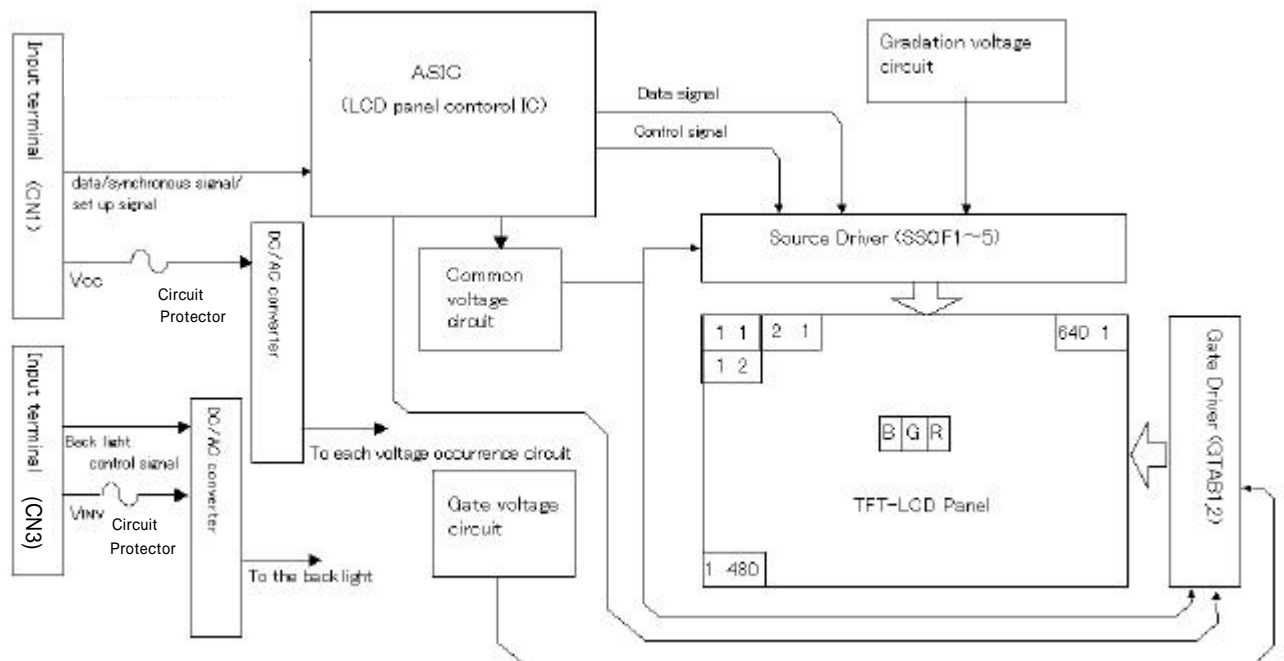 Input terminal (CN1)
ASIC
(LCD panel contorol IC)
Gradation voltage
circuit
Data signal
Control signal
data/synchronous signal/
set up signal
Vcc
Circuit
Protector
DC/AC converter
Common
voltage
circuit
Source Driver (SSOF1～5)
1 1
2 1
640 1
1 2
B G R
TFT-LCD Panel
1 480
Gate Driver (GTAB1,2)
Input terminal (CN3)
Back light
control signal
VINV
Circuit
Protector
DC/AC converter
To each voltage occurrence circuit
Gate voltage
circuit
To the back light